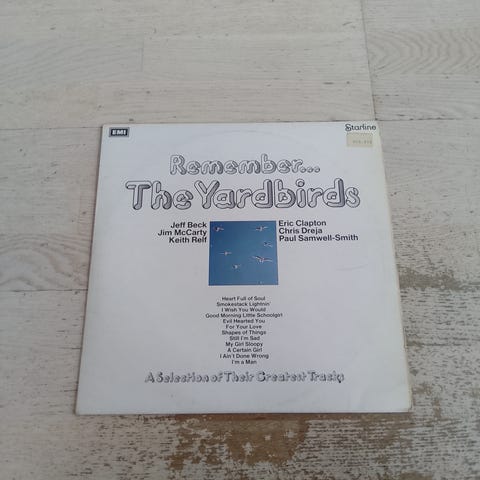 EMI
Starline
Remember...
The Yardbirds
Jeff Beck
Jim McCarty
Keith Relf
Eric Clapton
Chris Dreja
Paul Samwell-Smith
Heart Full of Soul
Smokestack Lightnin'
I Wish You Would
Good Morning Little Schoolgirl
Evil Hearted You
For Your Love
Shapes of Things
Still I'm Sad
My Girl Sloopy
A Certain Girl
I Ain't Done Wrong
I'm a Man
A Selection of Their Greatest Tracks